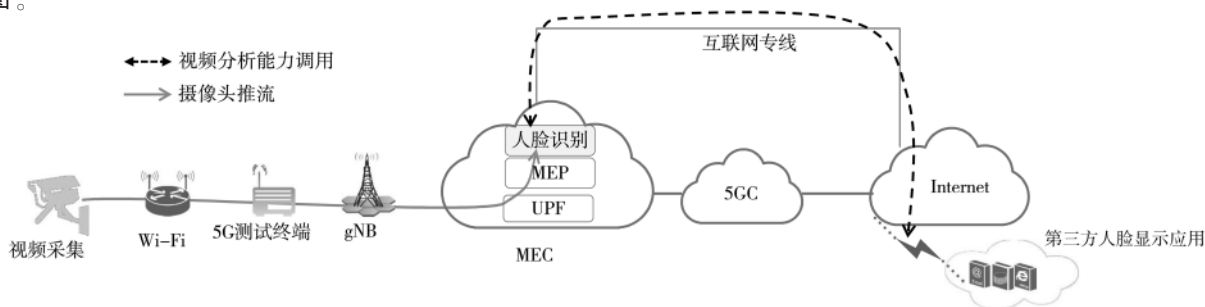 图。
互联网专线
视频分析能力调用
摄像头推流
人脸识别
MEP
UPF
5GC
Internet
视频采集
Wi-Fi
5G测试终端
gNB
MEC
第三方人脸显示应用